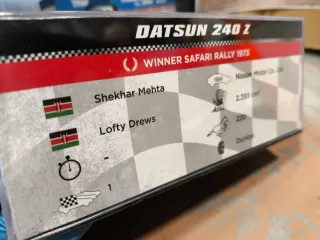 DATSUN 240 Z
WINNER SAFARI RALLY 1973
Shekhar Mehta
Nissan Motor Co. Ltd.
Lofty Drews
2.393 cm³
-
220
1
Dunlop